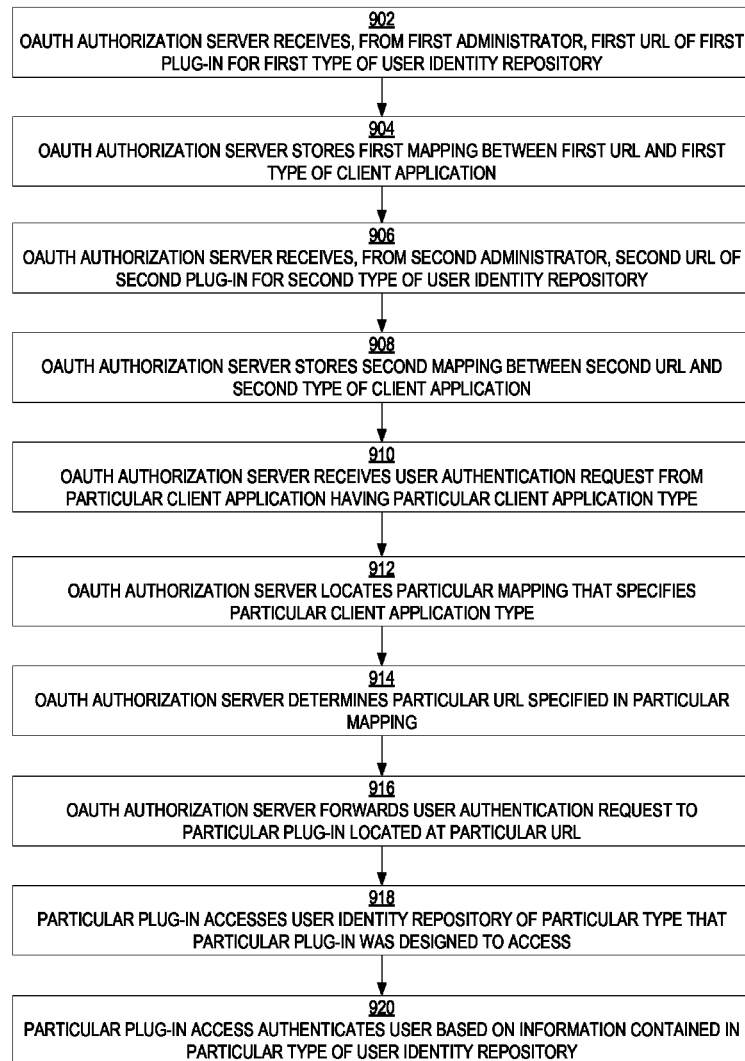 902
OAUTH AUTHORIZATION SERVER RECEIVES, FROM FIRST ADMINISTRATOR, FIRST URL OF FIRST
PLUG-IN FOR FIRST TYPE OF USER IDENTITY REPOSITORY
904
OAUTH AUTHORIZATION SERVER STORES FIRST MAPPING BETWEEN FIRST URL AND FIRST
TYPE OF CLIENT APPLICATION
906
OAUTH AUTHORIZATION SERVER RECEIVES, FROM SECOND ADMINISTRATOR, SECOND URL OF
SECOND PLUG-IN FOR SECOND TYPE OF USER IDENTITY REPOSITORY
908
OAUTH AUTHORIZATION SERVER STORES SECOND MAPPING BETWEEN SECOND URL AND
SECOND TYPE OF CLIENT APPLICATION
910
OAUTH AUTHORIZATION SERVER RECEIVES USER AUTHENTICATION REQUEST FROM
PARTICULAR CLIENT APPLICATION HAVING PARTICULAR CLIENT APPLICATION TYPE
912
OAUTH AUTHORIZATION SERVER LOCATES PARTICULAR MAPPING THAT SPECIFIES
PARTICULAR CLIENT APPLICATION TYPE
914
OAUTH AUTHORIZATION SERVER DETERMINES PARTICULAR URL SPECIFIED IN PARTICULAR
MAPPING
916
OAUTH AUTHORIZATION SERVER FORWARDS USER AUTHENTICATION REQUEST TO
PARTICULAR PLUG-IN LOCATED AT PARTICULAR URL
918
PARTICULAR PLUG-IN ACCESSES USER IDENTITY REPOSITORY OF PARTICULAR TYPE THAT
PARTICULAR PLUG-IN WAS DESIGNED TO ACCESS
920
PARTICULAR PLUG-IN ACCESS AUTHENTICATES USER BASED ON INFORMATION CONTAINED IN
PARTICULAR TYPE OF USER IDENTITY REPOSITORY